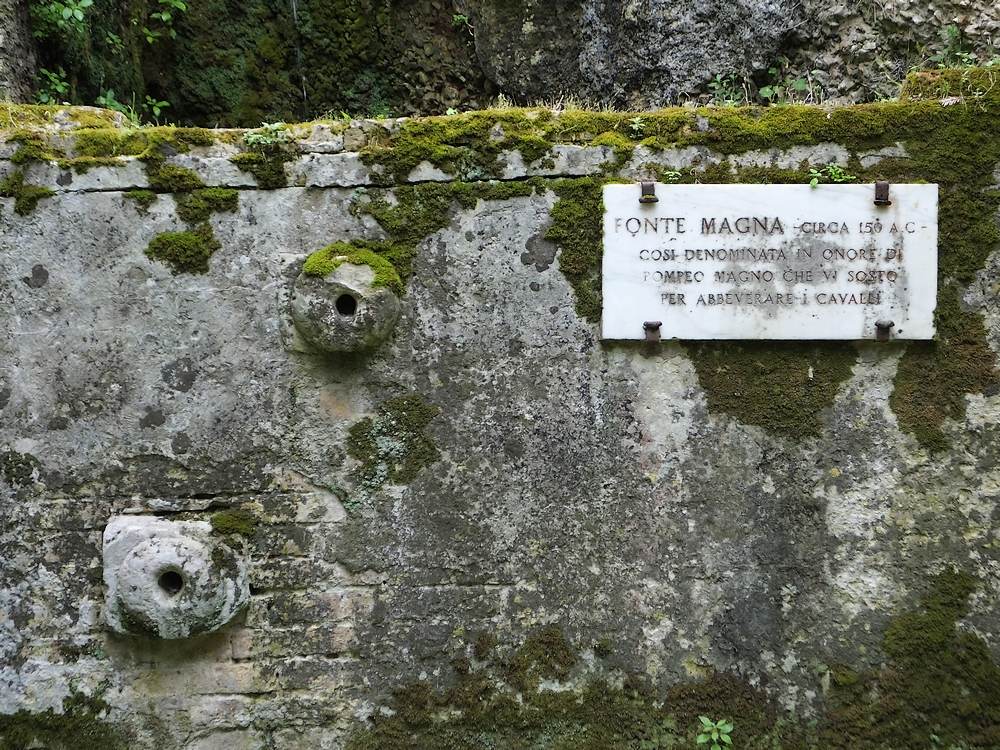 FONTE MAGNA -CIRCA 150 A.C-
COSI DENOMINATA IN ONORE DI
POMPEO MAGNO CHE VI SOSTO
PER ABBEVERARE I CAVALLI